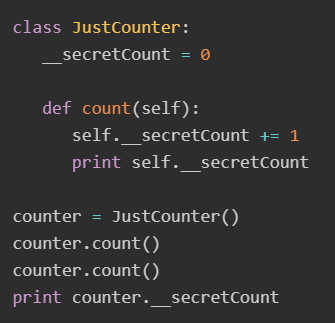 class JustCounter:
   __secretCount = 0

   def count(self):
      self.__secretCount += 1
      print self.__secretCount

counter = JustCounter()
counter.count()
counter.count()
print counter.__secretCount